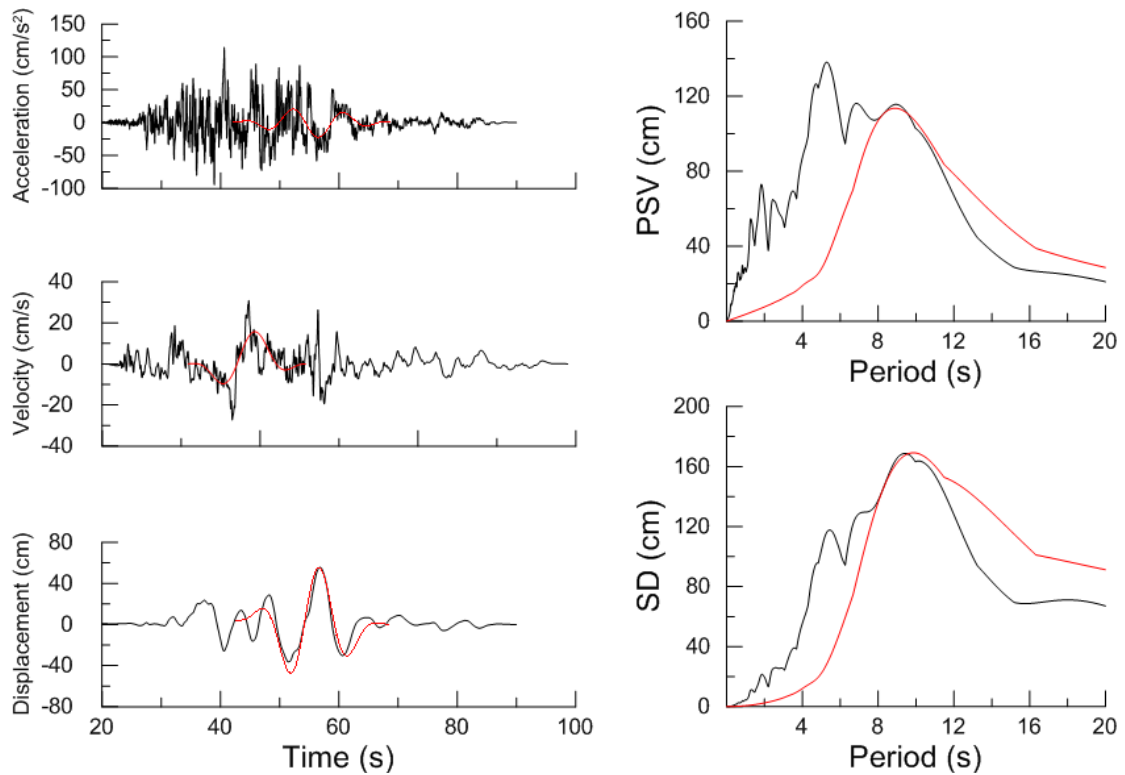 Acceleration (cm/s²)
150
100
50
0
-50
-100
Velocity (cm/s)
40
20
0
-20
-40
Displacement (cm)
80
40
0
-40
-80
20 40 60 80 100
Time (s)
PSV (cm)
160
120
80
40
0
4 8 12 16 20
Period (s)
SD (cm)
200
160
120
80
40
0
4 8 12 16 20
Period (s)